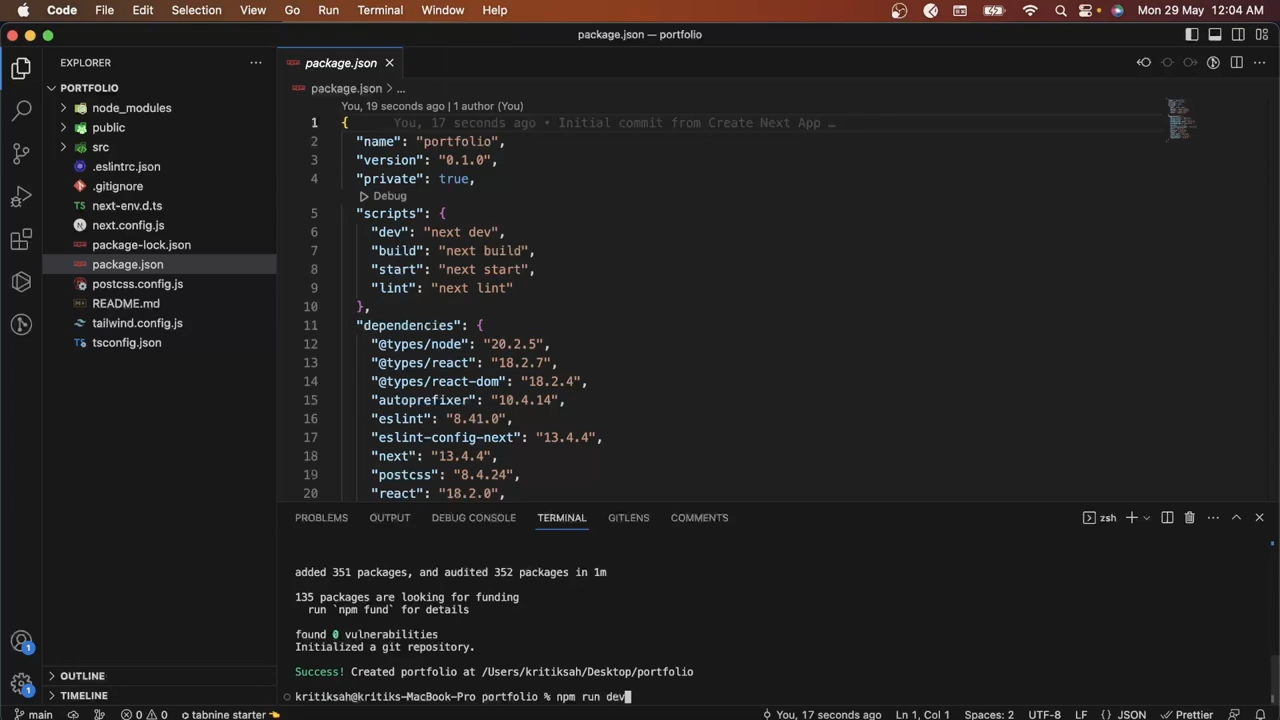 Code File Edit Selection View Go Run Terminal Window Help Mon 29 May 12:04 AM
package.json — portfolio
EXPLORER
PORTFOLIO
node_modules
public
src
.eslintrc.json
.gitignore
next-env.d.ts
next.config.js
package-lock.json
package.json
postcss.config.js
README.md
tailwind.config.js
tsconfig.json
OUTLINE
TIMELINE
package.json
package.json > ...
You, 19 seconds ago | 1 author (You)
1 { You, 17 seconds ago • Initial commit from Create Next App …
2 "name": "portfolio",
3 "version": "0.1.0",
4 "private": true,
Debug
5 "scripts": {
6 "dev": "next dev",
7 "build": "next build",
8 "start": "next start",
9 "lint": "next lint"
10 },
11 "dependencies": {
12 "@types/node": "20.2.5",
13 "@types/react": "18.2.7",
14 "@types/react-dom": "18.2.4",
15 "autoprefixer": "10.4.14",
16 "eslint": "8.41.0",
17 "eslint-config-next": "13.4.4",
18 "next": "13.4.4",
19 "postcss": "8.4.24",
20 "react": "18.2.0",
PROBLEMS OUTPUT DEBUG CONSOLE TERMINAL GITLENS COMMENTS zsh
added 351 packages, and audited 352 packages in 1m
135 packages are looking for funding
run `npm fund` for details
found 0 vulnerabilities
Initialized a git repository.
Success! Created portfolio at /Users/kritiksah/Desktop/portfolio
kritiksah@kritiks-MacBook-Pro portfolio % npm run dev
1
1
main 0 0 tabnine starter You, 17 seconds ago Ln 1, Col 1 Spaces: 2 UTF-8 LF {} JSON Prettier